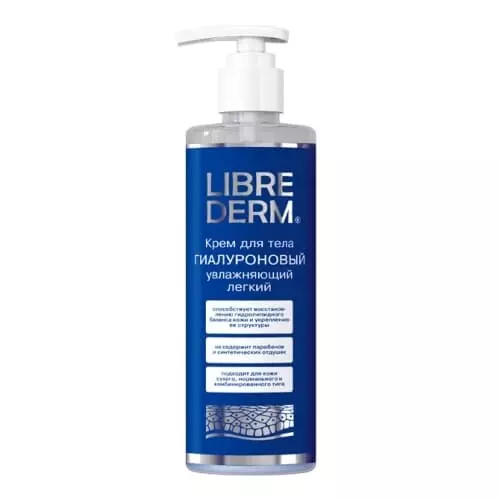 LIBRE
DERM®
Крем для тела
ГИАЛУРОНОВЫЙ
увлажняющий
легкий
способствует восстанов-
лению гидролипидного
баланса кожи и укреплению
ее структуры
не содержит парабенов
и синтетических отдушек
подходит для кожи
сухого, нормального и
комбинированного типа